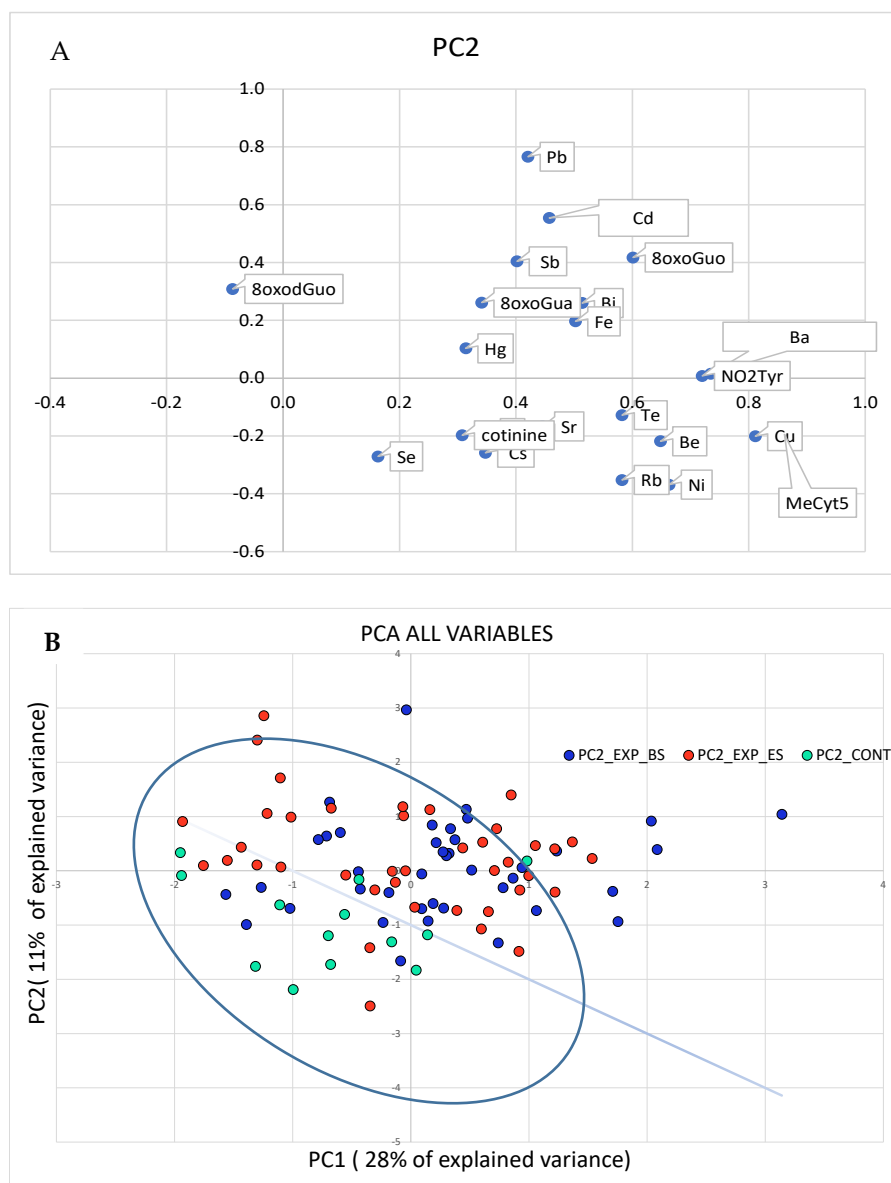 A
PC2
1.0
0.8
Pb
0.6
Cd
0.4
Sb
8oxoGuo
8oxodGuo
8oxoGua
Bi
0.2
Fe
Ba
Hg
NO2Tyr
0.0
-0.4 -0.2 0.0 0.2 0.4 0.6 0.8 1.0
Te
Sr
cotinine
Be
Cu
-0.2
Cs
Se
Rb
Ni
MeCyt5
-0.4
-0.6
B
PCA ALL VARIABLES
4
3
2
PC2_EXP_BS PC2_EXP_ES PC2_CONT
1
-3 -2 -1 0 1 2 3 4
-1
-2
-3
-4
-5
PC2( 11% of explained variance)
PC1 ( 28% of explained variance)